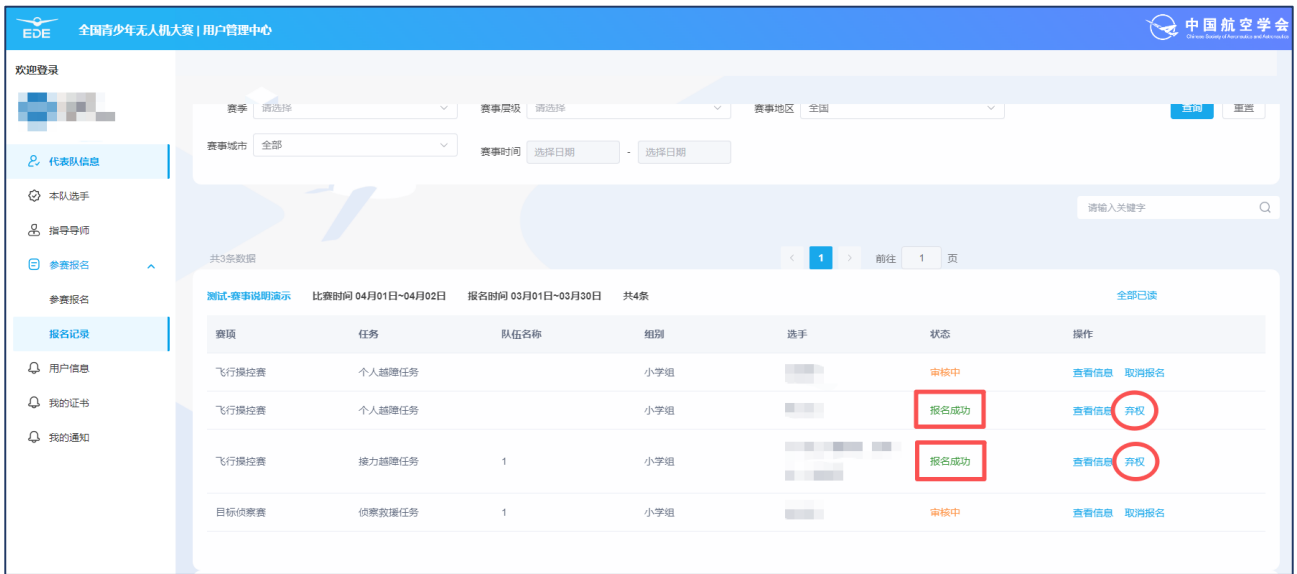 EDE 全国青少年无人机大赛 | 用户管理中心 中国航空学会
Chinese Society of Aeronautics and Astronautics
欢迎登录
代表队信息
本队选手
指导导师
参赛报名
参赛报名
报名记录
用户信息
我的证书
我的通知
赛季 请选择 赛事层级 请选择 赛事地区 全国 查询 重置
赛事城市 全部 赛事时间 选择日期 - 选择日期
请输入关键字
共3条数据 < 1 > 前往 1 页
测试-赛事说明演示 比赛时间 04月01日~04月02日 报名时间 03月01日~03月30日 共4条 全部已读
赛项 任务 队伍名称 组别 选手 状态 操作
飞行操控赛 个人越障任务 小学组 审核中 查看信息 取消报名
飞行操控赛 个人越障任务 小学组 报名成功 查看信息 弃权
飞行操控赛 接力越障任务 1 小学组 报名成功 查看信息 弃权
目标侦察赛 侦察救援任务 1 小学组 审核中 查看信息 取消报名